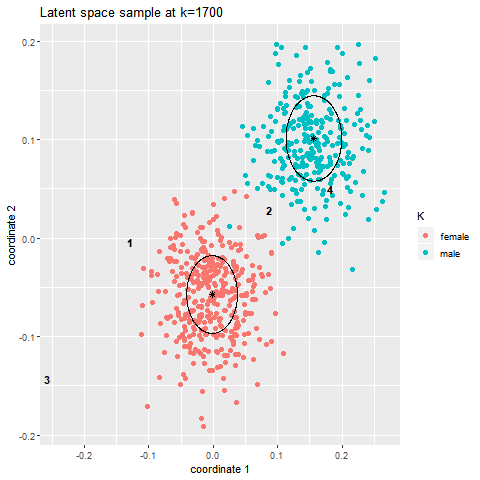 Latent space sample at k=1700
coordinate 2
0.2
0.1
0.0
-0.1
-0.2
1
2
3
4
-0.2
-0.1
0.0
0.1
0.2
coordinate 1
K
female
male